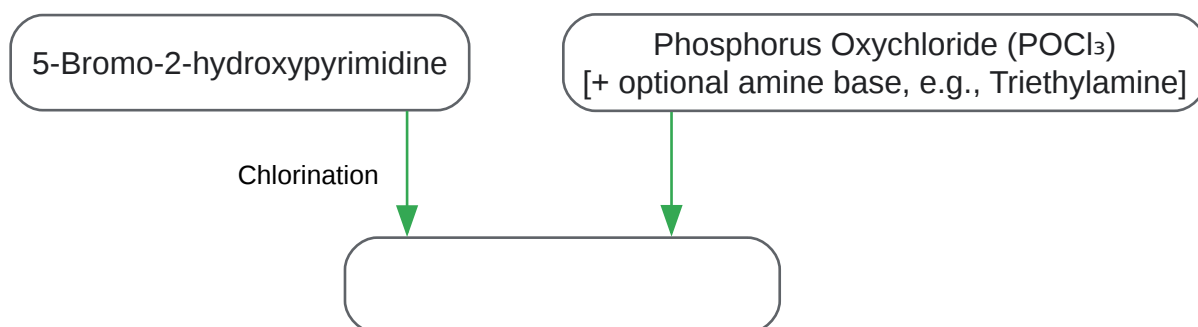 5-Bromo-2-hydroxypyrimidine
Phosphorus Oxychloride (POCl₃)
[+ optional amine base, e.g., Triethylamine]
Chlorination